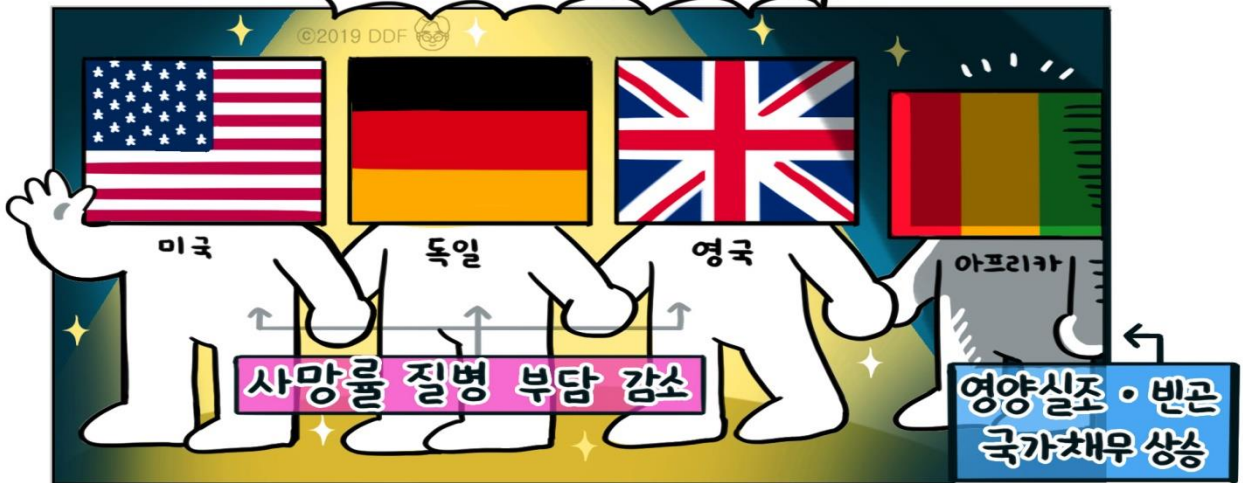 ©2019 DDF
미국
독일
영국
아프리카
사망률 질병 부담 감소
영양실조 • 빈곤
국가채무 상승